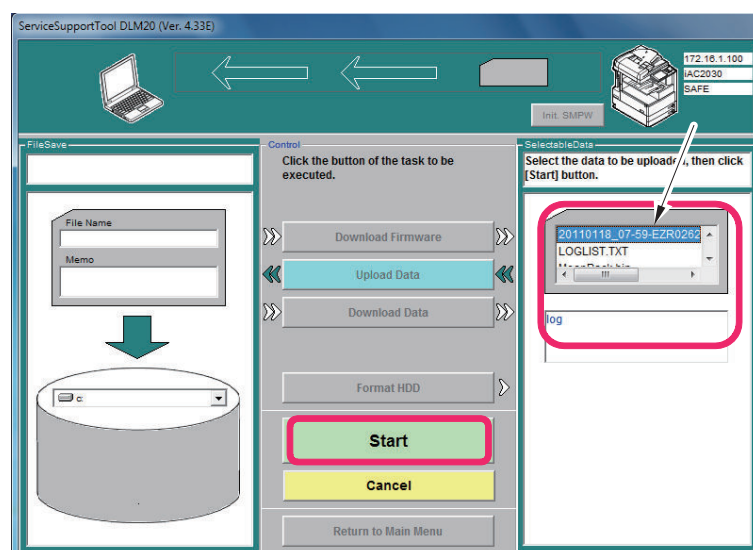 ServiceSupportTool DLM20 (Ver. 4.33E)
172.16.1.100
iAC2030
SAFE
Init. SMPW
FileSave
Control
SelectableData
Click the button of the task to be
executed.
Select the data to be uploaded, then click
[Start] button.
File Name
Memo
Download Firmware
Upload Data
Download Data
Format HDD
Start
Cancel
Return to Main Menu
20110118_07-59-EZR0262
LOGLIST.TXT
log
c: